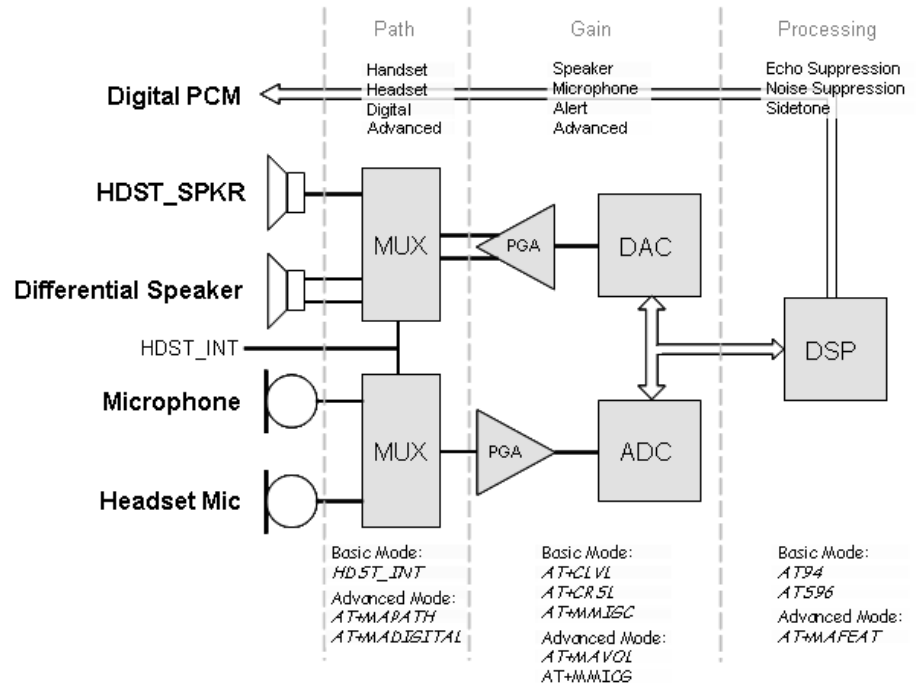 Path
Gain
Processing
Handset
Headset
Digital
Advanced
Speaker
Microphone
Alert
Advanced
Echo Suppression
Noise Suppression
Sidetone
Digital PCM
HDST_SPKR
MUX
PGA
DAC
Differential Speaker
HDST_INT
DSP
Microphone
MUX
PGA
ADC
Headset Mic
Basic Mode:
HDST_INT
Advanced Mode:
AT+MAPATH
AT+MADIGITAL
Basic Mode:
AT+CLVL
AT+CRSL
AT+MMIGC
Advanced Mode:
AT+MAVOL
AT+MMICG
Basic Mode:
AT94
ATS96
Advanced Mode:
AT+MAFEAT